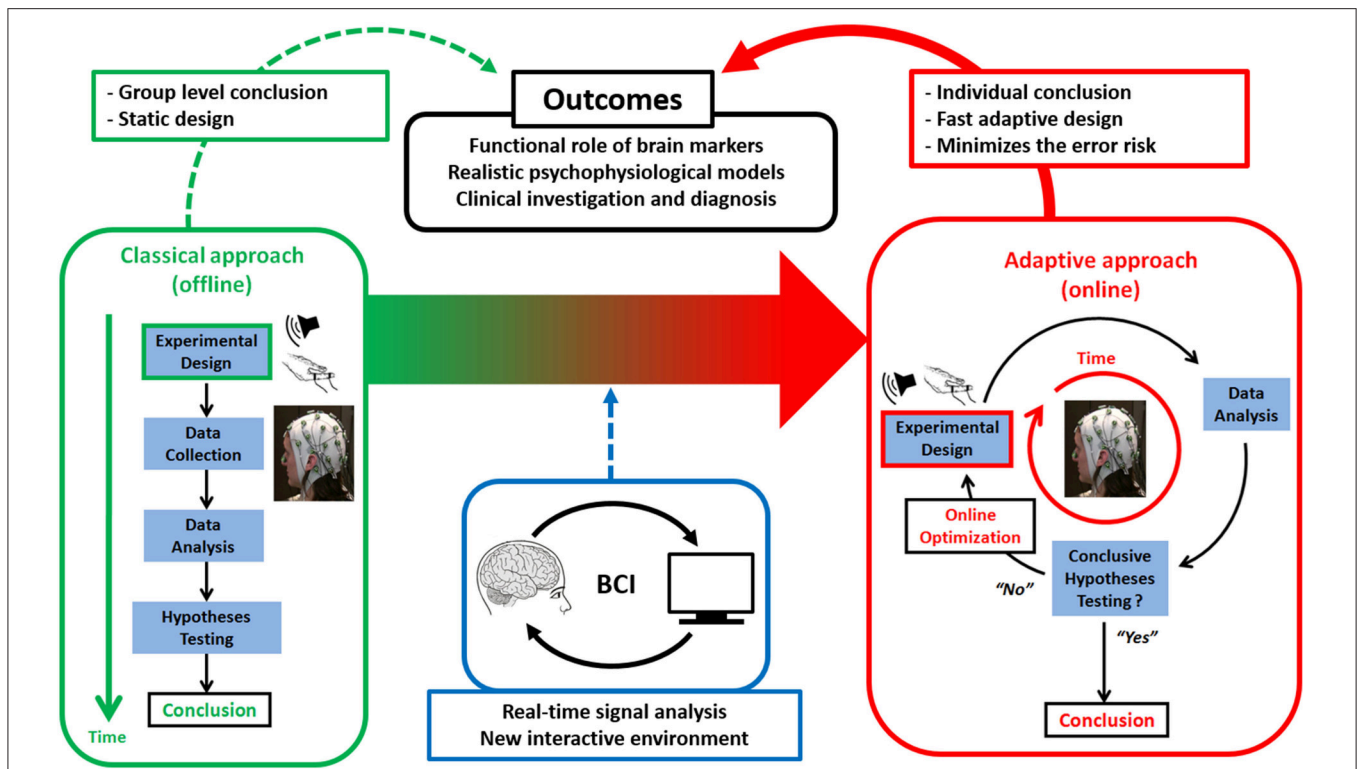 - Group level conclusion
- Static design
Outcomes
Functional role of brain markers
Realistic psychophysiological models
Clinical investigation and diagnosis
- Individual conclusion
- Fast adaptive design
- Minimizes the error risk
Classical approach
(offline)
Experimental
Design
Data
Collection
Data
Analysis
Hypotheses
Testing
Conclusion
Time
BCI
Real-time signal analysis
New interactive environment
Adaptive approach
(online)
Time
Experimental
Design
Data
Analysis
Online
Optimization
Conclusive
Hypotheses
Testing ?
“No”
“Yes”
Conclusion